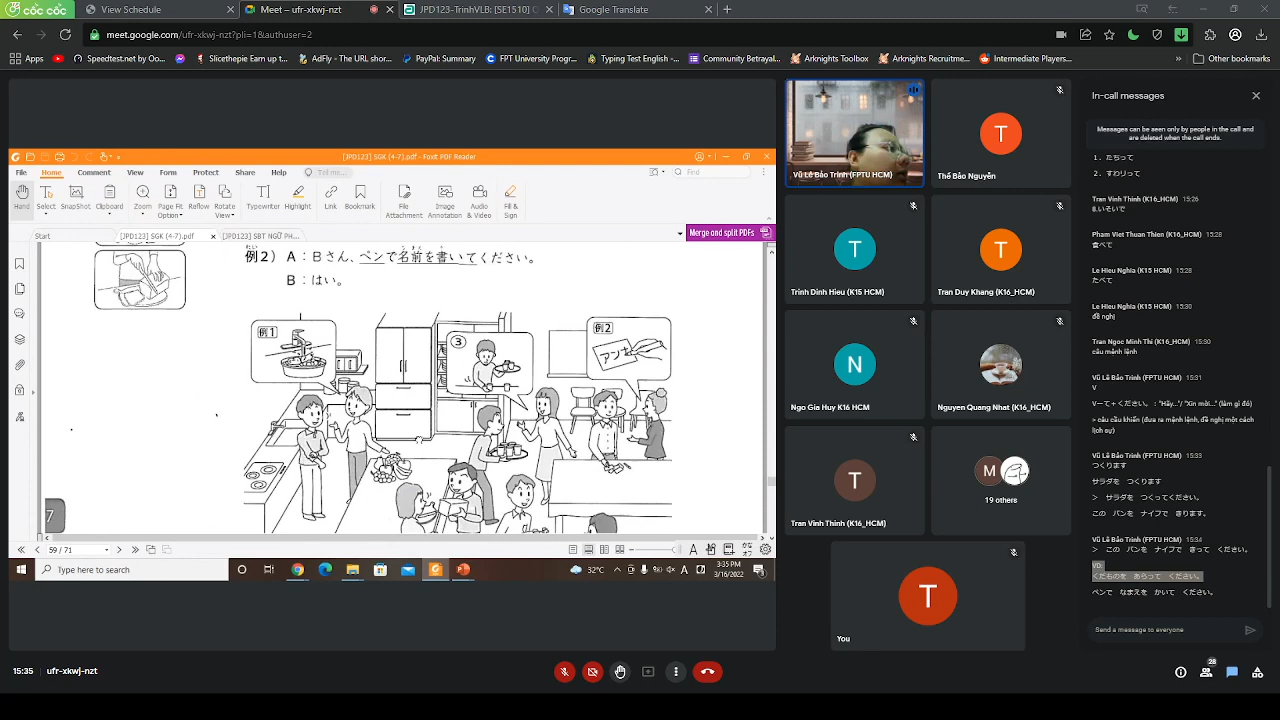 cốc cốc
View Schedule
Meet – ufr-xkwj-nzt
JPD123-TrinhVLB: [SE1510] C
Google Translate
meet.google.com/ufr-xkwj-nzt?pli=1&authuser=2
Apps
Speedtest.net by Oo...
Slicethepie Earn up t...
AdFly - The URL shor...
PayPal: Summary
FPT University Progr...
Typing Test English -...
Community Betrayal...
Arknights Toolbox
Arknights Recruitme...
Intermediate Players...
Other bookmarks
[JPD123] SGK (4-7).pdf - Foxit PDF Reader
File
Home
Comment
View
Form
Protect
Share
Help
Tell me...
Find
Hand
Select
SnapShot
Clipboard
Zoom
Page Fit Option
Reflow
Rotate View
Typewriter
Highlight
Link
Bookmark
File Attachment
Image Annotation
Audio & Video
Fill & Sign
Start
[JPD123] SGK (4-7).pdf
[JPD123] SBT NGỮ PH...
Merge and split PDFs
例2) A:Bさん、ペンで名前を書いてください。
B:はい。
例1
③
例2
アンt
7
59 / 71
Type here to search
32°C
3:35 PM
3/16/2022
Vũ Lê Bảo Trinh (FPTU HCM)
Thế Bảo Nguyễn
T
Trinh Dinh Hieu (K15 HCM)
T
Tran Duy Khang (K16_HCM)
T
Ngo Gia Huy K16 HCM
N
Nguyen Quang Nhat (K16_HCM)
Tran Vinh Thinh (K16_HCM)
T
M
19 others
T
You
In-call messages
Messages can be seen only by people in the call and are deleted when the call ends.
1. たちって
2. すわりって
Tran Vinh Thinh (K16_HCM) 15:26
8.いそいで
Pham Viet Thuan Thien (K16_HCM) 15:28
食べて
Le Hieu Nghia (K15 HCM) 15:28
たべて
Le Hieu Nghia (K15 HCM) 15:30
đề nghị
Tran Ngoc Minh Thi (K16_HCM) 15:30
câu mệnh lệnh
Vũ Lê Bảo Trinh (FPTU HCM) 15:31
V
Vーて+ください。: "Hãy..."/ "Xin mời..." (làm gì đó)
> câu cầu khiến (đưa ra mệnh lệnh, đề nghị một cách lịch sự)
Vũ Lê Bảo Trinh (FPTU HCM) 15:33
つくります
サラダを つくります
> サラダを つくってください。
この パンを ナイフで きります。
Vũ Lê Bảo Trinh (FPTU HCM) 15:34
> この パンを ナイフで きって ください。
VD:
くだものを あらって ください。
ペンで なまえを かいて ください。
Send a message to everyone
15:35
ufr-xkwj-nzt
28